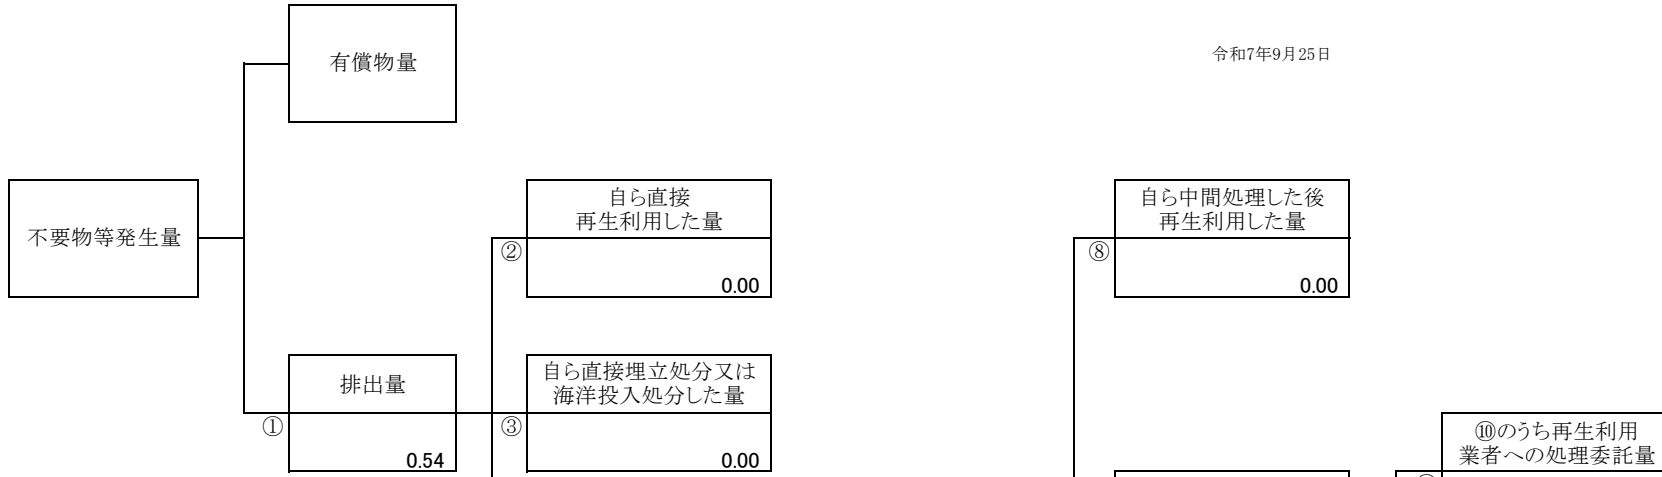 有償物量
令和7年9月25日
不要物等発生量
自ら直接
再生利用した量
②
0.00
自ら中間処理した後
再生利用した量
⑧
0.00
排出量
①
0.54
自ら直接埋立処分又は
海洋投入処分した量
③
0.00
⑩のうち再生利用
業者への処理委託量